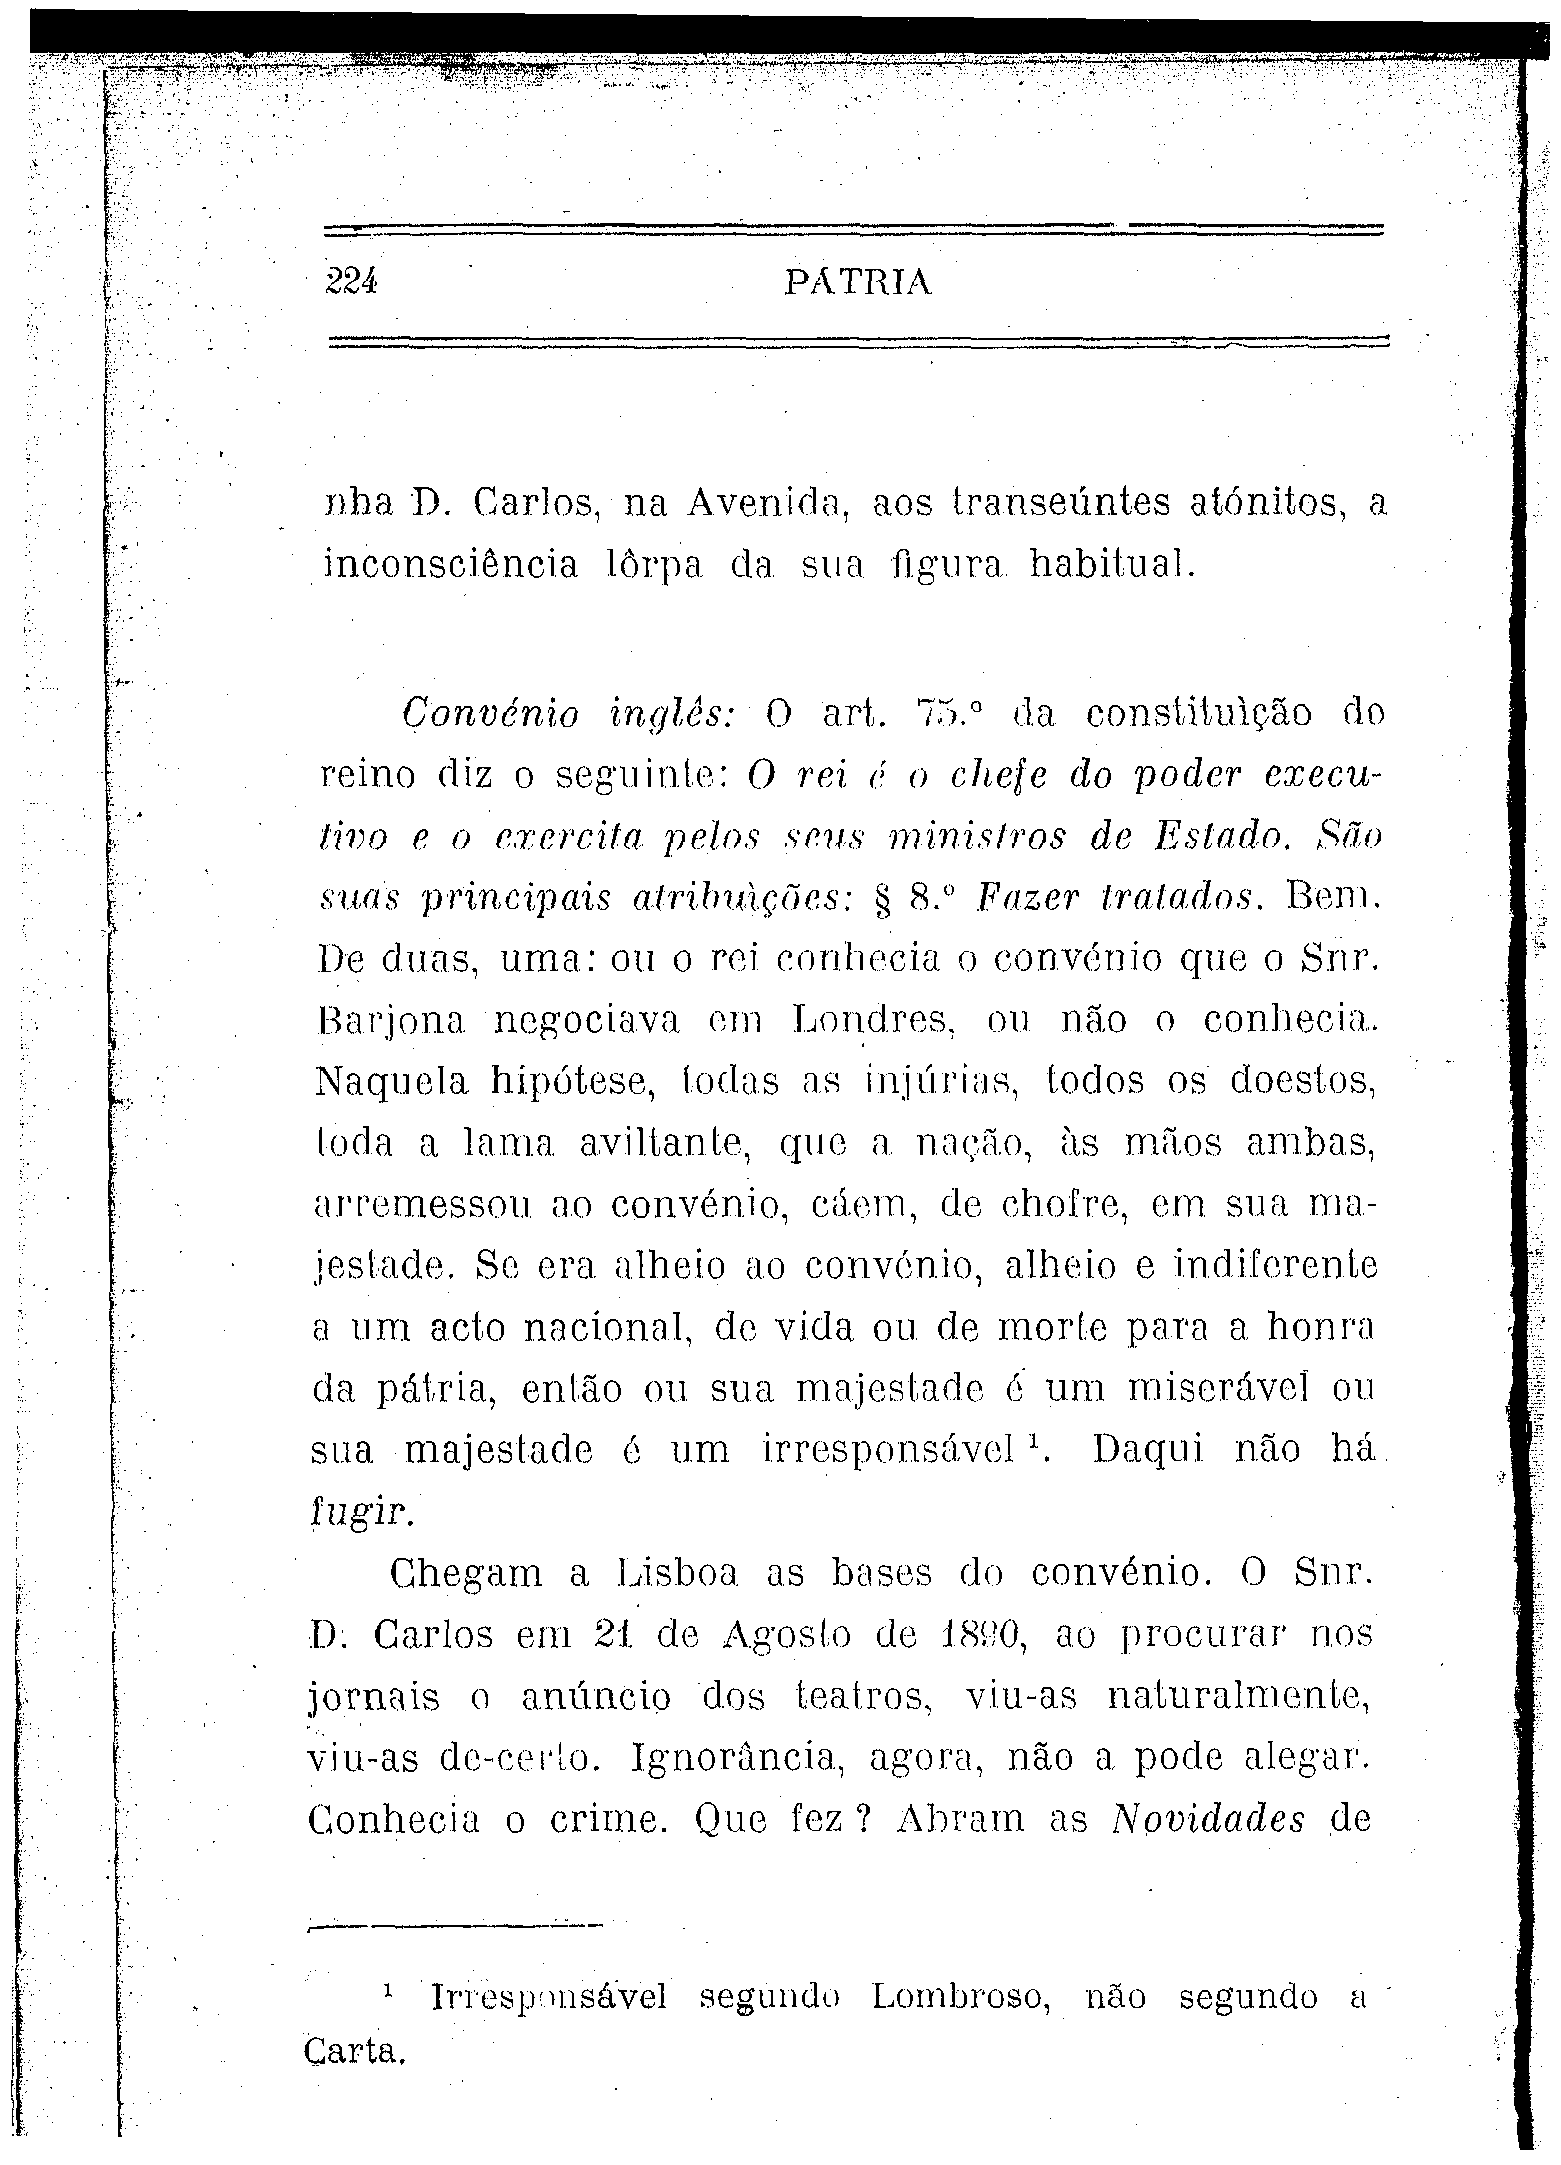 224 PÁTRIA
nha D. Carlos, na Avenida, aos transeúntes atónitos, a
inconsciência lôrpa da sua figura habitual.
Convénio inglês: O art. 75.º da constituìção do
reino diz o seguinte: O rei é o chefe do poder execu-
tivo e o exercita pelos seus ministros de Estado. São
suas principais atribuìções: § 8.º Fazer tratados. Bem.
De duas, uma: ou o rei conhecia o convénio que o Snr.
Barjona negociava em Londres, ou não o conhecia.
Naquela hipótese, todas as injúrias, todos os doestos,
toda a lama aviltante, que a nação, às mãos ambas,
arremessou ao convénio, cáem, de chofre, em sua ma-
jestade. Se era alheio ao convénio, alheio e indiferente
a um acto nacional, de vida ou de morte para a honra
da pátria, então ou sua majestade é um miserável ou
sua majestade é um irresponsável ¹. Daqui não há
fugir.
Chegam a Lisboa as bases do convénio. O Snr.
D. Carlos em 21 de Agosto de 1890, ao procurar nos
jornais o anúncio dos teatros, viu-as naturalmente,
viu-as de-certo. Ignorância, agora, não a pode alegar.
Conhecia o crime. Que fez? Abram as Novidades de
¹ Irresponsável segundo Lombroso, não segundo a
Carta.